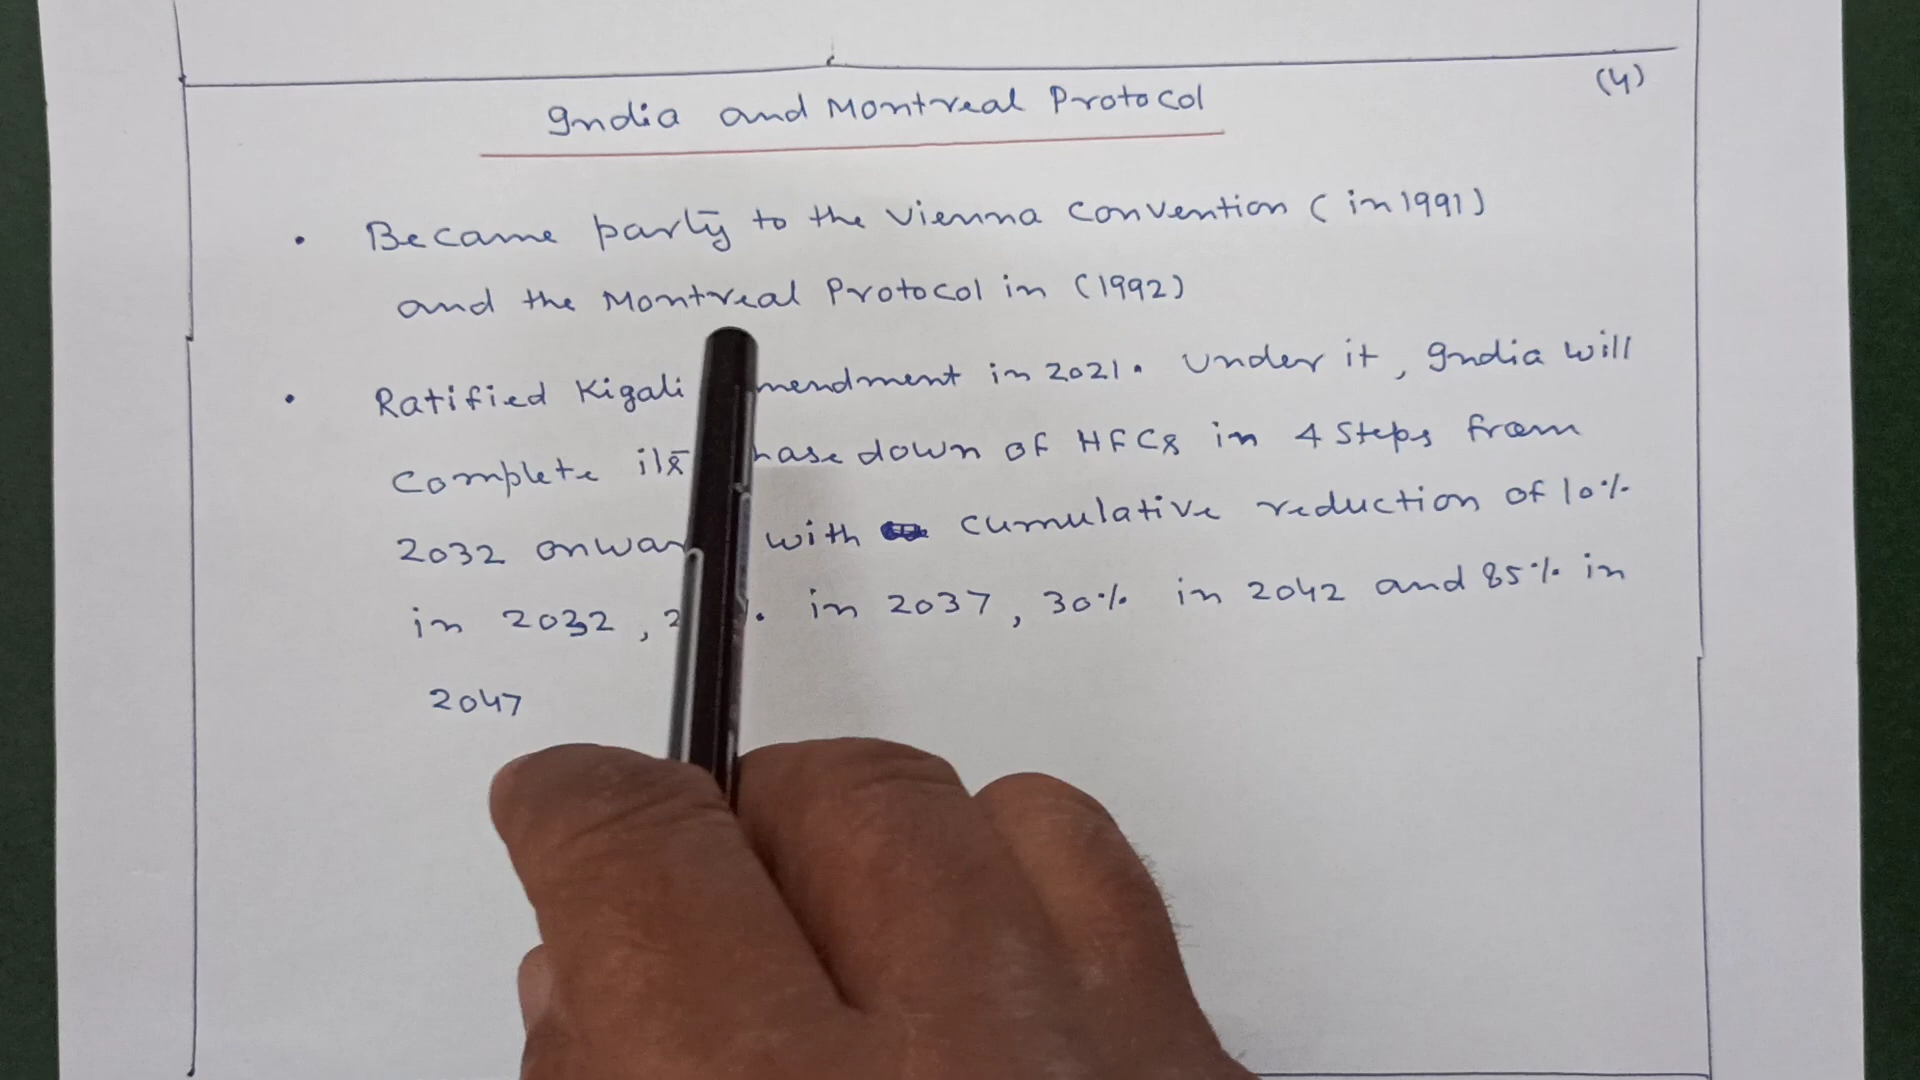 India and Montreal Protocol
(4)
• Became party to the Vienna Convention (in 1991)
and the Montreal Protocol in (1992)
• Ratified Kigali mendment in 2021. Under it, India will
Complete its hase down of HFCs in 4 Steps from
2032 onwar with cumulative reduction of 10%
in 2032, 2 . in 2037, 30% in 2042 and 85% in
2047